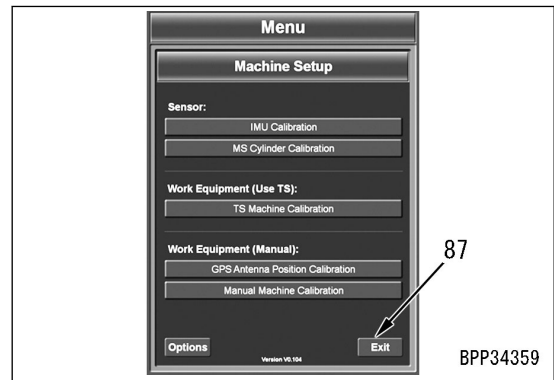 Menu
Machine Setup
Sensor:
IMU Calibration
MS Cylinder Calibration
Work Equipment (Use TS):
TS Machine Calibration
Work Equipment (Manual):
GPS Antenna Position Calibration
Manual Machine Calibration
87
Options
Version V0.104
Exit
BPP34359